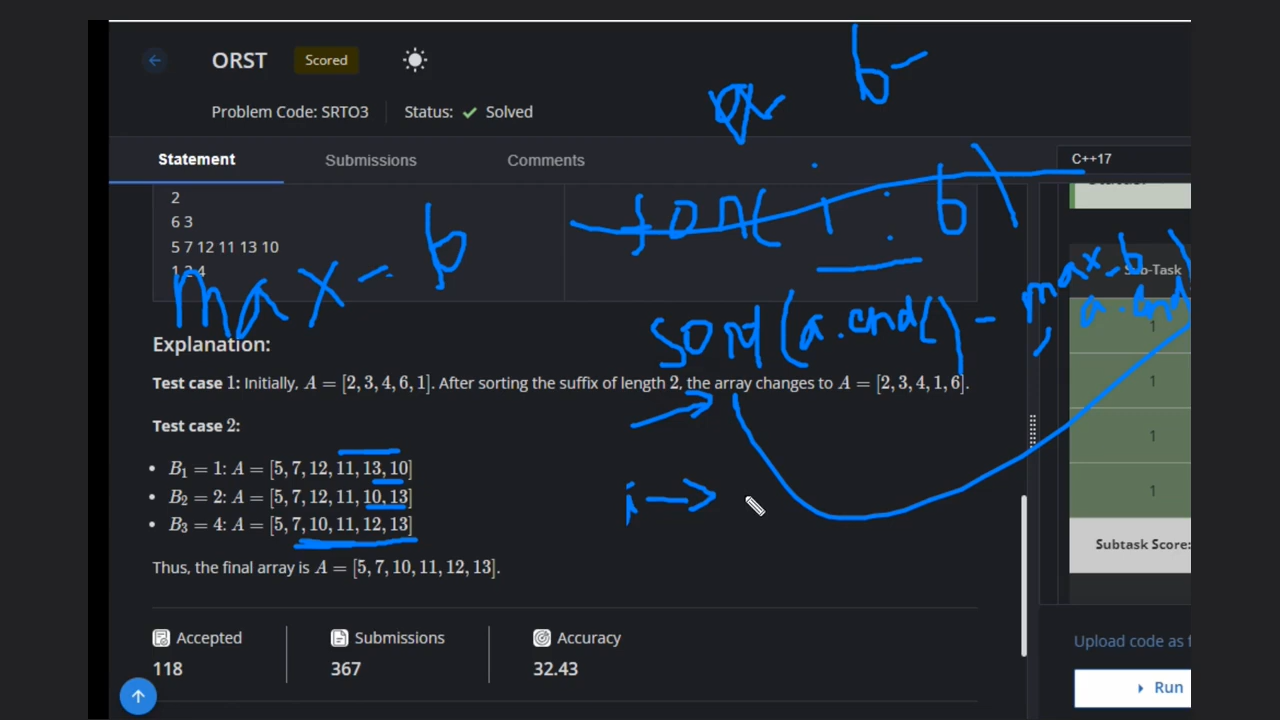 ORST
Scored
Problem Code: SRTO3
Status: ✓ Solved
Statement
Submissions
Comments
C++17
2
6 3
5 7 12 11 13 10
1 2 4
b -
for( i : b )
max - b
sort(a.end() - max_b
, a.end)
Sub-Task
1
1
1
1
Explanation:
Test case 1: Initially, A = [2, 3, 4, 6, 1]. After sorting the suffix of length 2, the array changes to A = [2, 3, 4, 1, 6].
Test case 2:
• B₁ = 1: A = [5, 7, 12, 11, 13, 10]
• B₂ = 2: A = [5, 7, 12, 11, 10, 13]
• B₃ = 4: A = [5, 7, 10, 11, 12, 13]
i →
Thus, the final array is A = [5, 7, 10, 11, 12, 13].
Subtask Score:
Accepted
Submissions
Accuracy
118
367
32.43
Upload code as f
Run